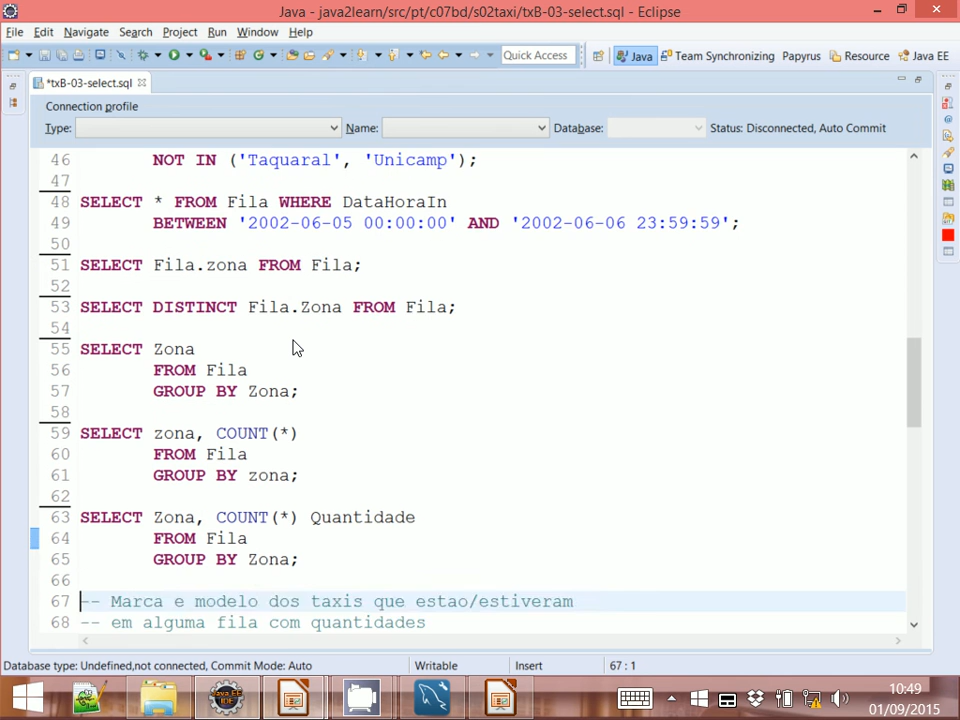 Java - java2learn/src/pt/c07bd/s02taxi/txB-03-select.sql - Eclipse
File Edit Navigate Search Project Run Window Help
Quick Access Java Team Synchronizing Papyrus Resource Java EE
*txB-03-select.sql
Connection profile
Type: Name: Database: Status: Disconnected, Auto Commit
46 NOT IN ('Taquaral', 'Unicamp');
47
48 SELECT * FROM Fila WHERE DataHoraIn
49 BETWEEN '2002-06-05 00:00:00' AND '2002-06-06 23:59:59';
50
51 SELECT Fila.zona FROM Fila;
52
53 SELECT DISTINCT Fila.Zona FROM Fila;
54
55 SELECT Zona
56 FROM Fila
57 GROUP BY Zona;
58
59 SELECT zona, COUNT(*)
60 FROM Fila
61 GROUP BY zona;
62
63 SELECT Zona, COUNT(*) Quantidade
64 FROM Fila
65 GROUP BY Zona;
66
67 -- Marca e modelo dos taxis que estao/estiveram
68 -- em alguma fila com quantidades
Database type: Undefined,not connected, Commit Mode: Auto Writable Insert 67 : 1
Java EE
IDE
10:49
01/09/2015